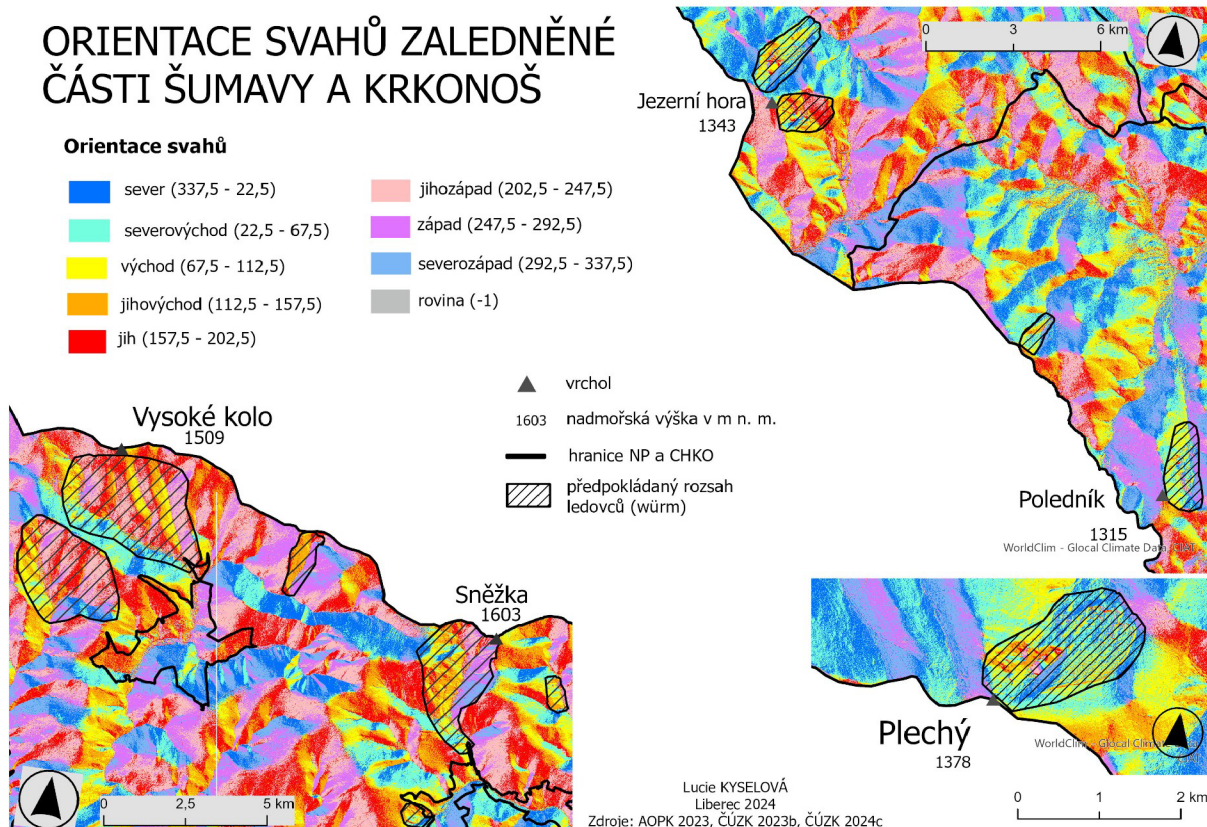 ORIENTACE SVAHŮ ZALEDNĚNÉ
ČÁSTI ŠUMAVY A KRKONOŠ
Orientace svahů
sever (337,5 - 22,5)
severovýchod (22,5 - 67,5)
východ (67,5 - 112,5)
jihovýchod (112,5 - 157,5)
jih (157,5 - 202,5)
jihozápad (202,5 - 247,5)
západ (247,5 - 292,5)
severozápad (292,5 - 337,5)
rovina (-1)
vrchol
1603 nadmořská výška v m n. m.
hranice NP a CHKO
předpokládaný rozsah
ledovců (würm)
0 3 6 km
Jezerní hora
1343
Poledník
1315
WorldClim - Glocal Climate Data
Vysoké kolo
1509
Sněžka
1603
0 2,5 5 km
Plechý
1378
WorldClim - Glocal
0 1 2 km
Lucie KYSELOVÁ
Liberec 2024
Zdroje: AOPK 2023, ČÚZK 2023b, ČÚZK 2024c